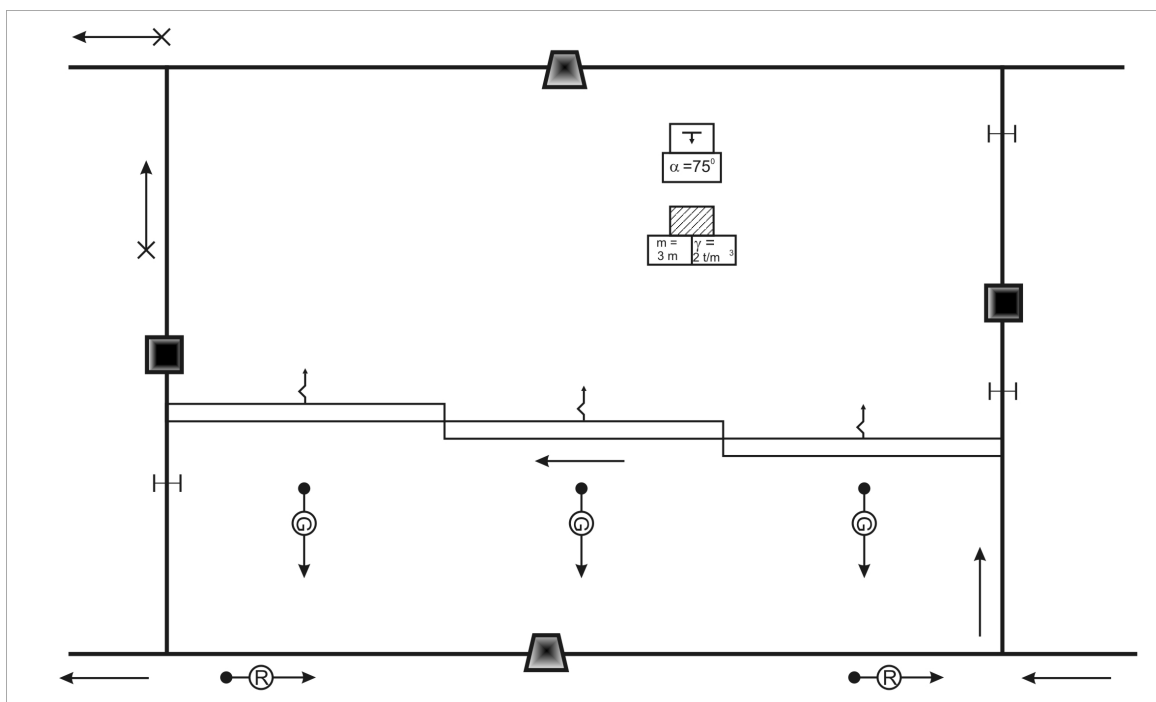 α =75⁰
m =
3 m
γ =
2 t/m ³
G
G
G
R
R